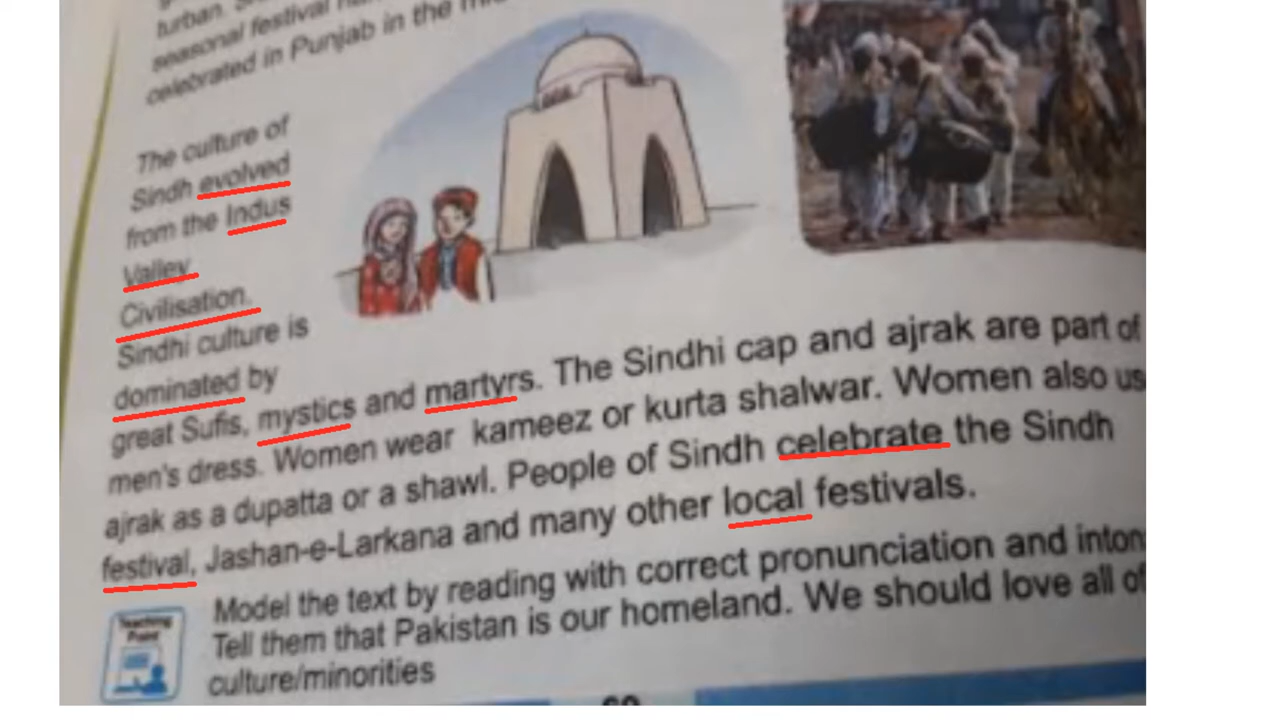 turban.
seasonal festival
celebrated in Punjab in the
The culture of
Sindh evolved
from the Indus
Valley
Civilisation.
Sindhi culture is
dominated by
great Sufis, mystics and martyrs. The Sindhi cap and ajrak are part of
men's dress. Women wear kameez or kurta shalwar. Women also us
ajrak as a dupatta or a shawl. People of Sindh celebrate the Sindh
festival, Jashan-e-Larkana and many other local festivals.
Teaching
Point
Model the text by reading with correct pronunciation and inton
Tell them that Pakistan is our homeland. We should love all of
culture/minorities